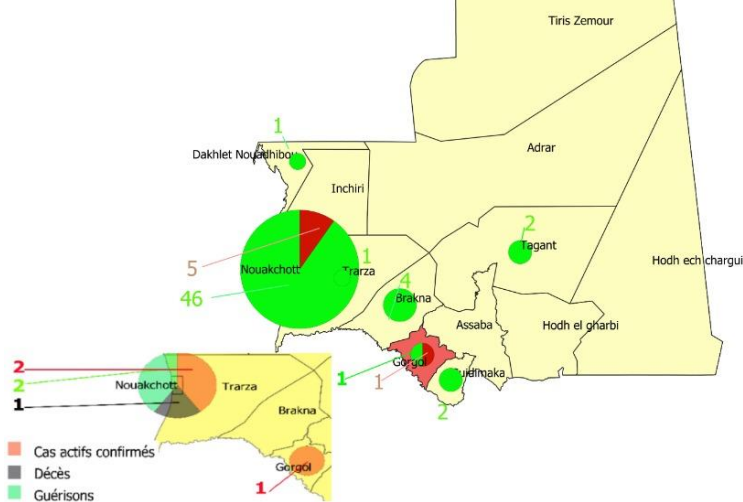 Tiris Zemour
1
Dakhlet Nouadhibou
Adrar
Inchiri
2
Tagant
5
Nouakchott
1
Trarza
Hodh ech chargui
46
4
Brakna
Assaba
Hodh el gharbi
Gorgol
1
1
Guidimaka
2
2
2
Nouakchott
Trarza
1
Brakna
Cas actifs confirmés
Gorgol
Décès
1
Guérisons